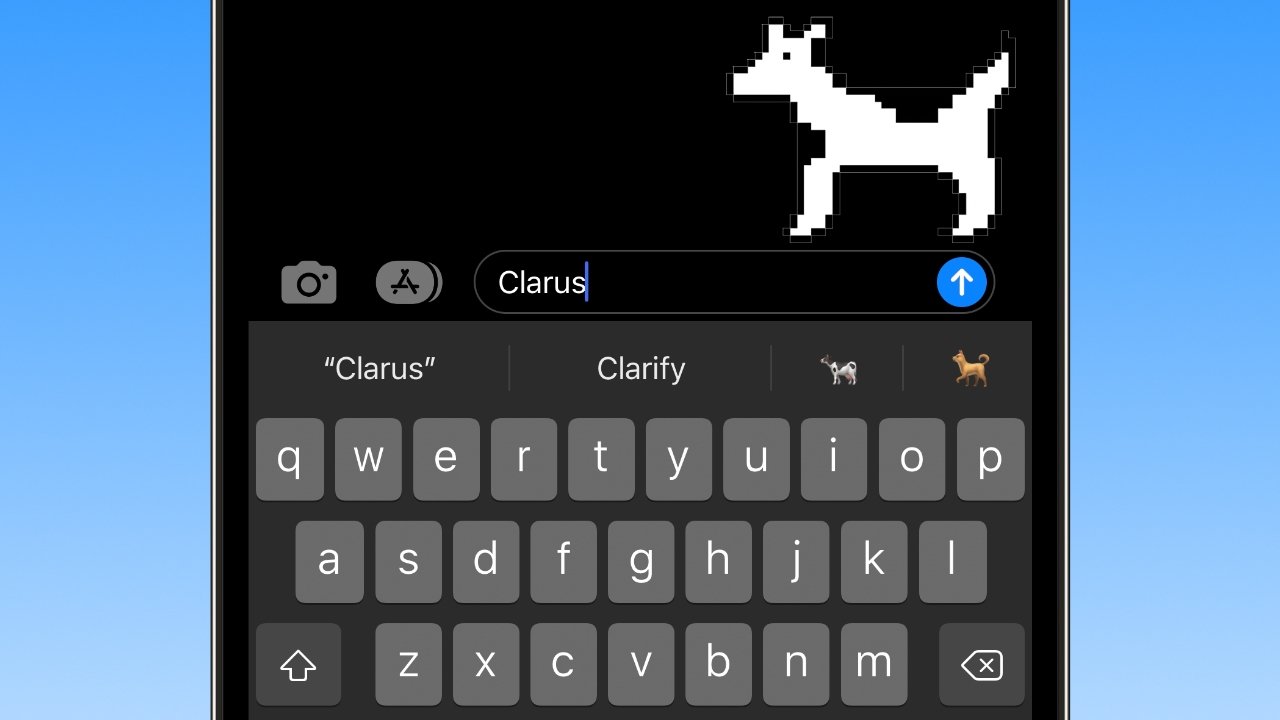 Clarus
“Clarus” Clarify 🐄 🐕
q w e r t y u i o p
a s d f g h j k l
z x c v b n m